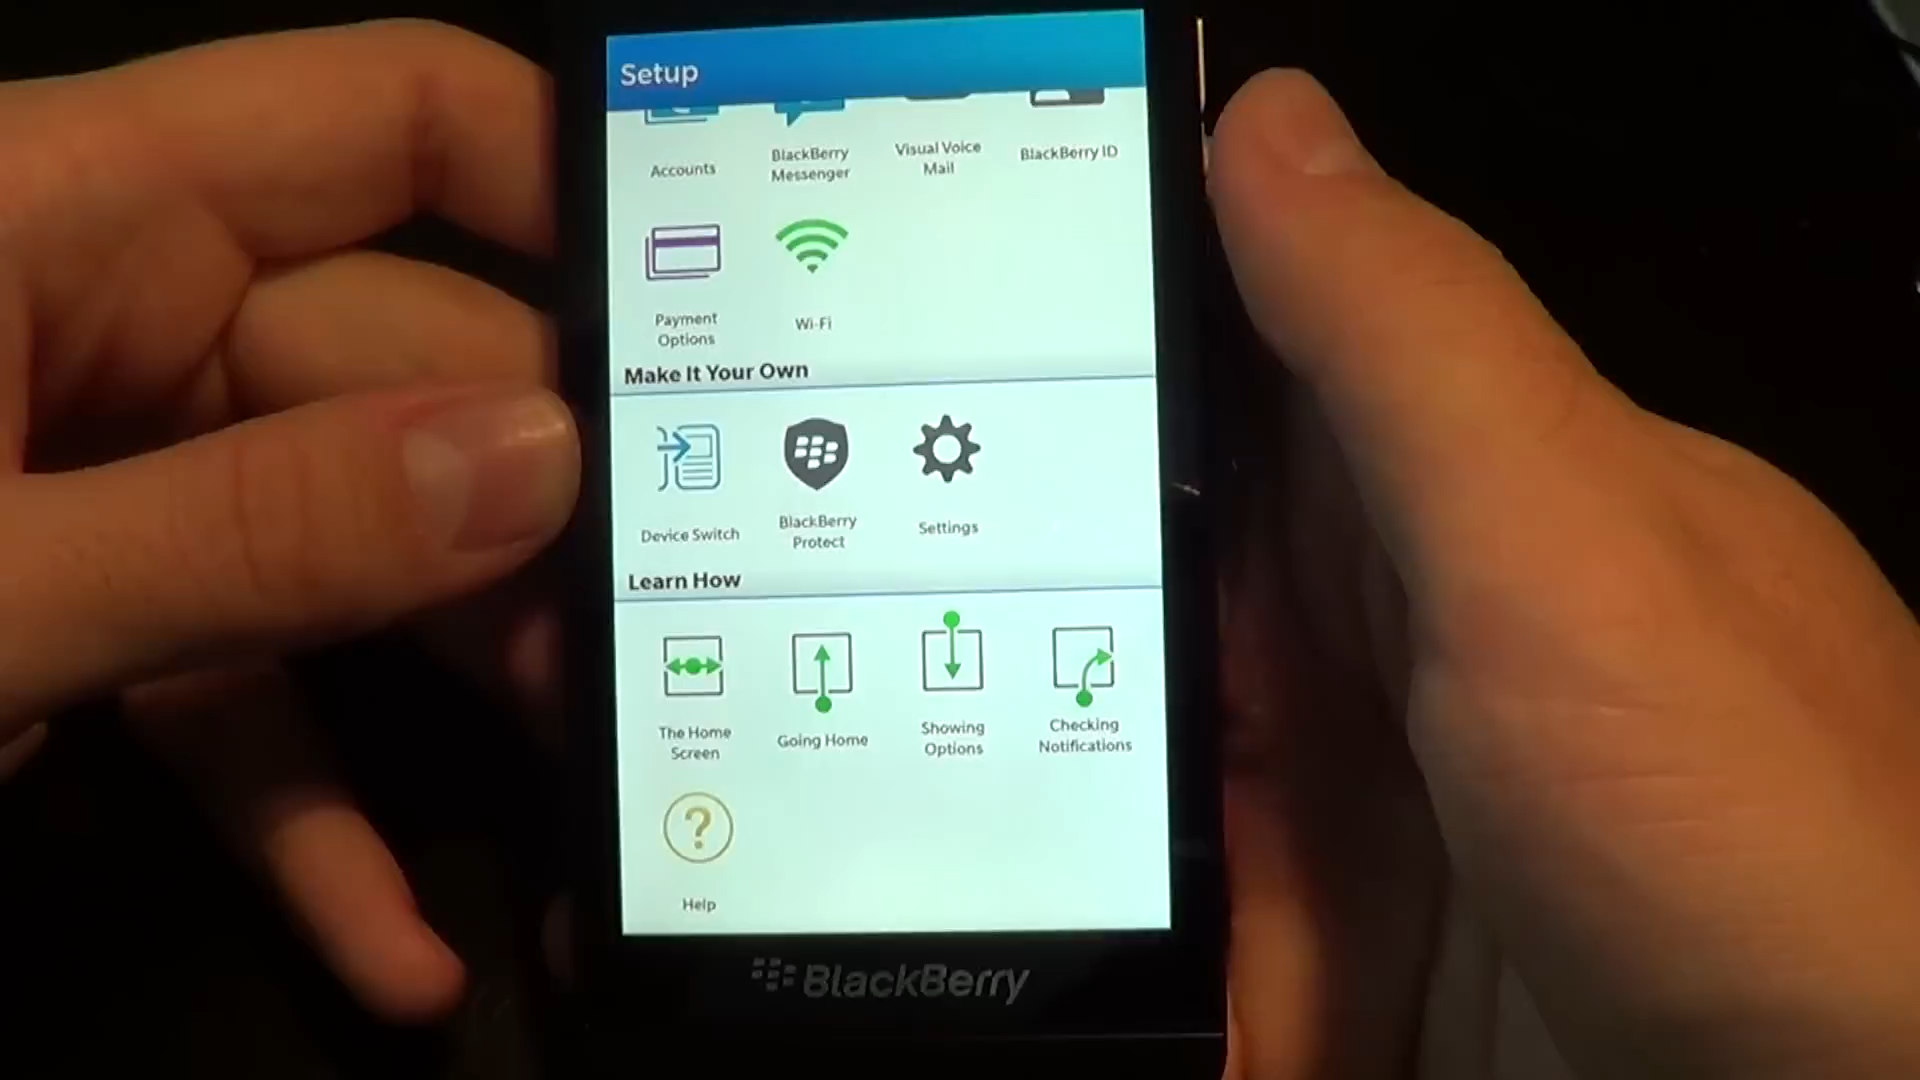 Setup
Accounts
BlackBerry
Messenger
Visual Voice
Mail
BlackBerry ID
Payment
Options
Wi-Fi
Make It Your Own
Device Switch
BlackBerry
Protect
Settings
Learn How
The Home
Screen
Going Home
Showing
Options
Checking
Notifications
?
Help
BlackBerry